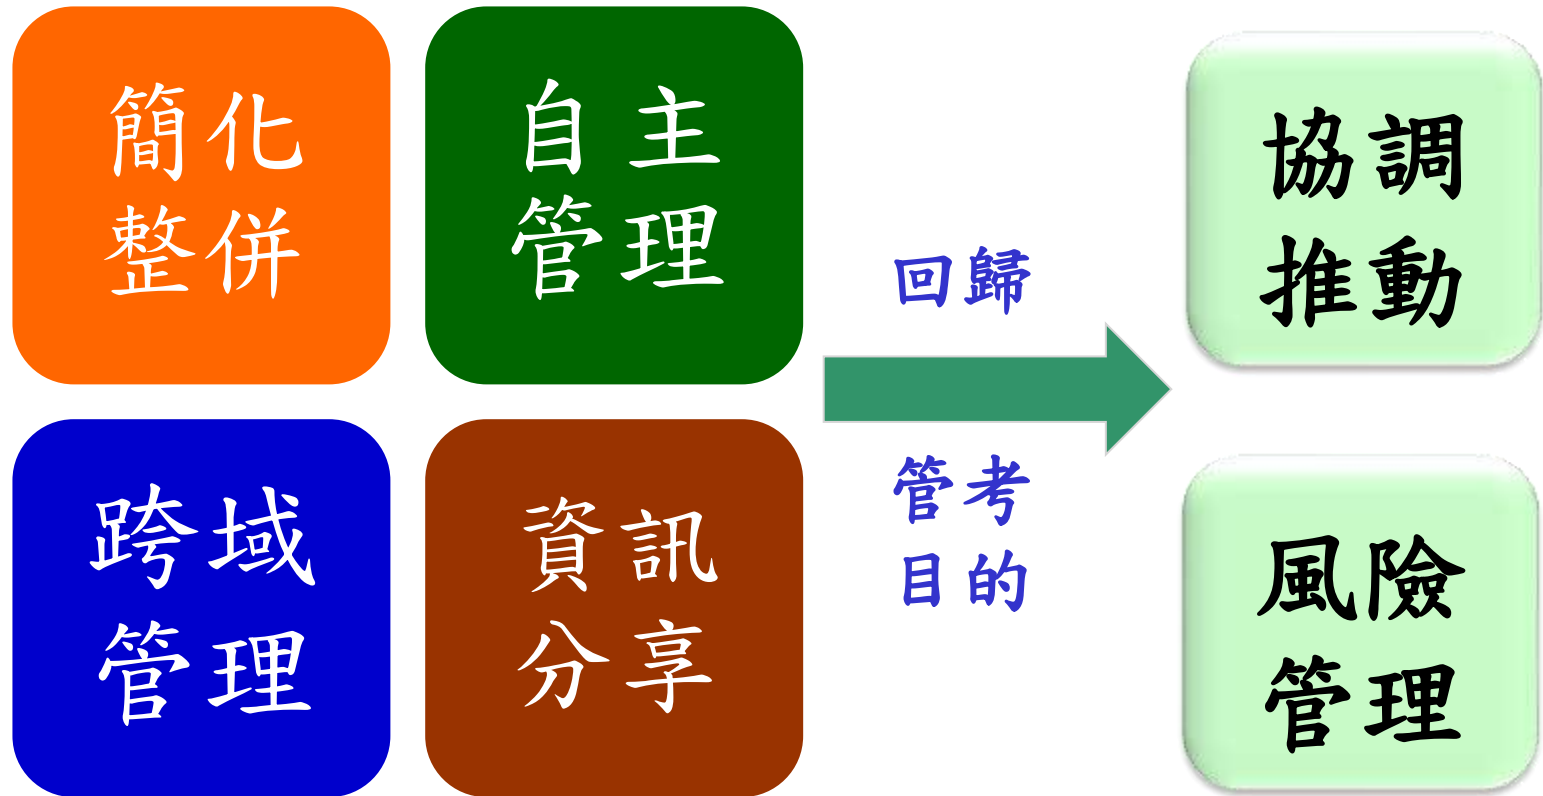 簡化
整併
自主
管理
跨域
管理
資訊
分享
回歸
管考
目的
協調
推動
風險
管理